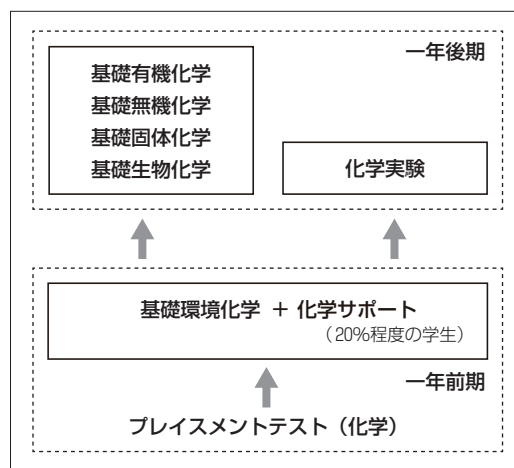 一年後期
基礎有機化学
基礎無機化学
基礎固体化学
基礎生物化学
化学実験
基礎環境化学 + 化学サポート
（20%程度の学生）
一年前期
プレイスメントテスト（化学）